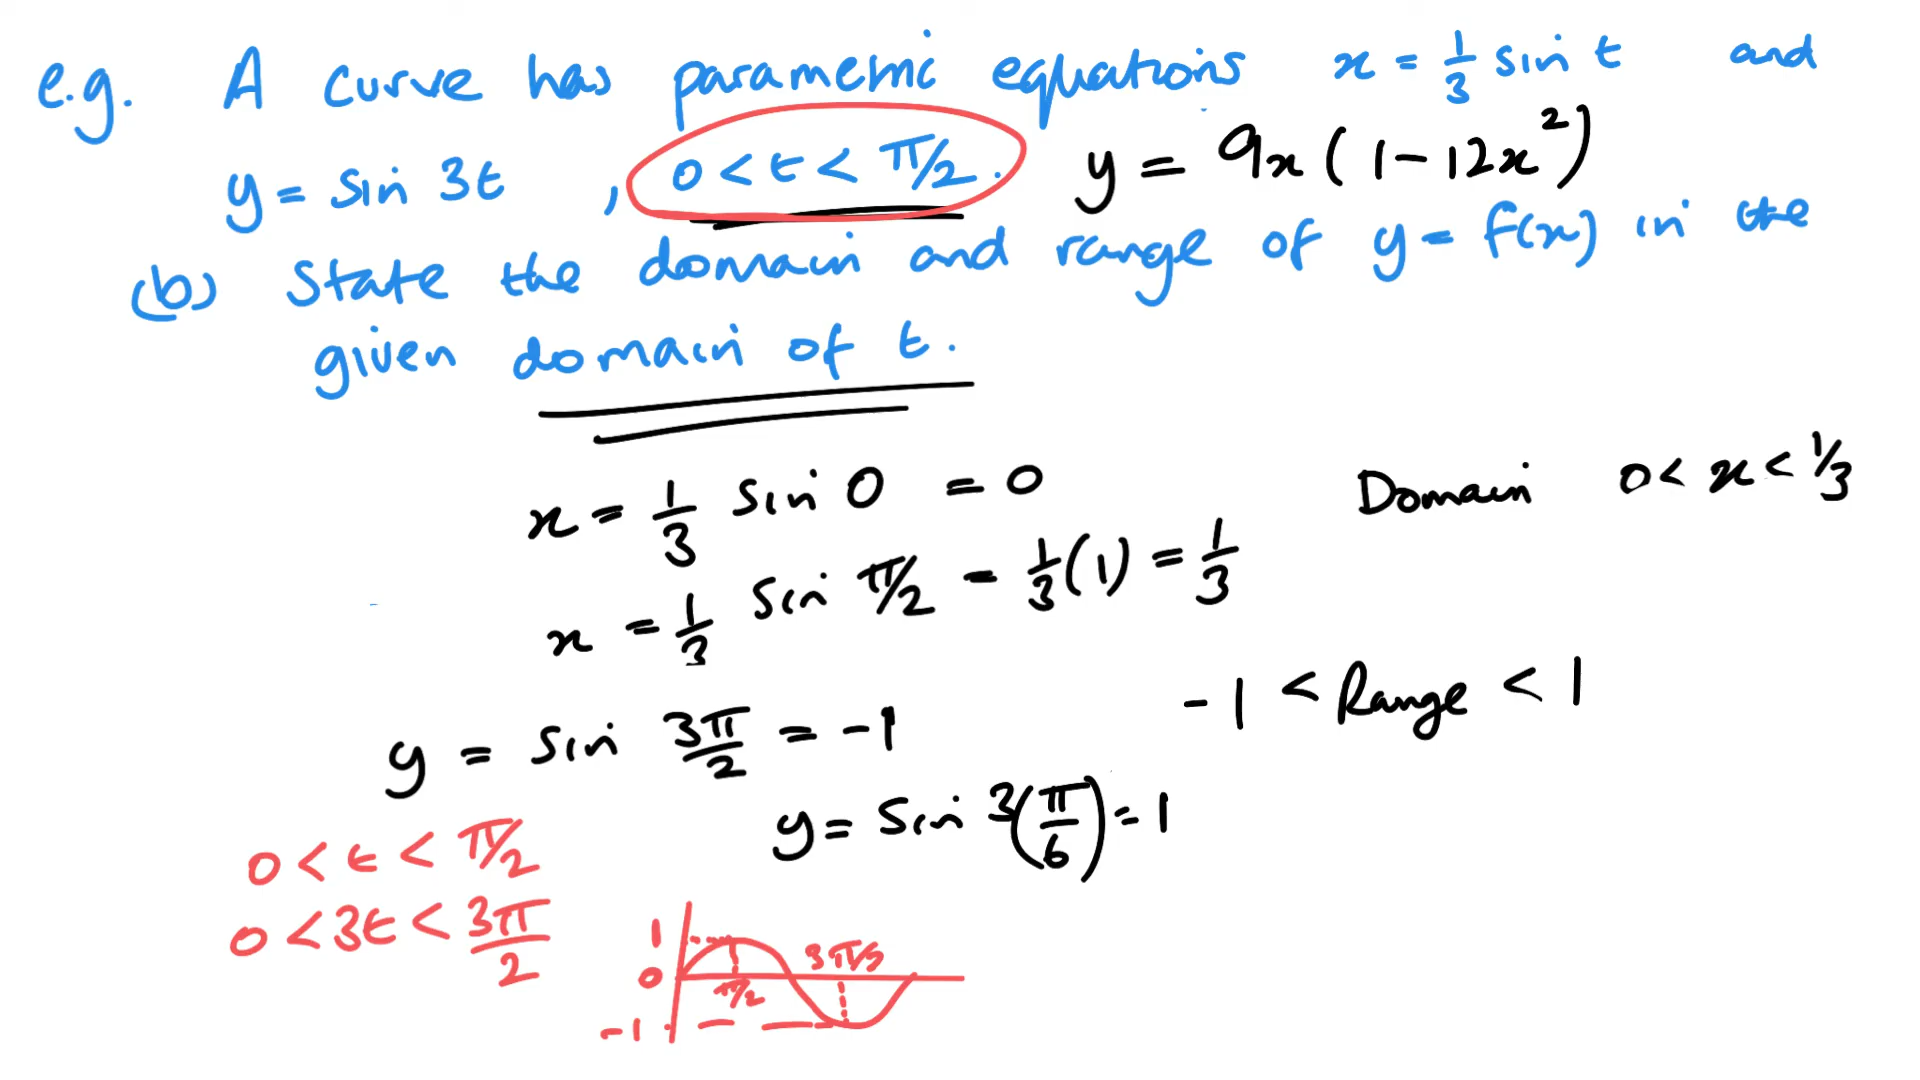 e.g. A curve has parametric equations x = 1/3 sin t and
y = sin 3t , 0 < t < π/2. y = 9x(1 - 12x²)
(b) State the domain and range of y = f(x) in the
given domain of t.
x = 1/3 sin 0 = 0 Domain 0 < x < 1/3
x = 1/3 sin π/2 = 1/3(1) = 1/3
-1 < Range < 1
y = sin 3π/2 = -1
y = sin 3(π/6) = 1
0 < t < π/2
0 < 3t < 3π/2
1
0
-1
π/2